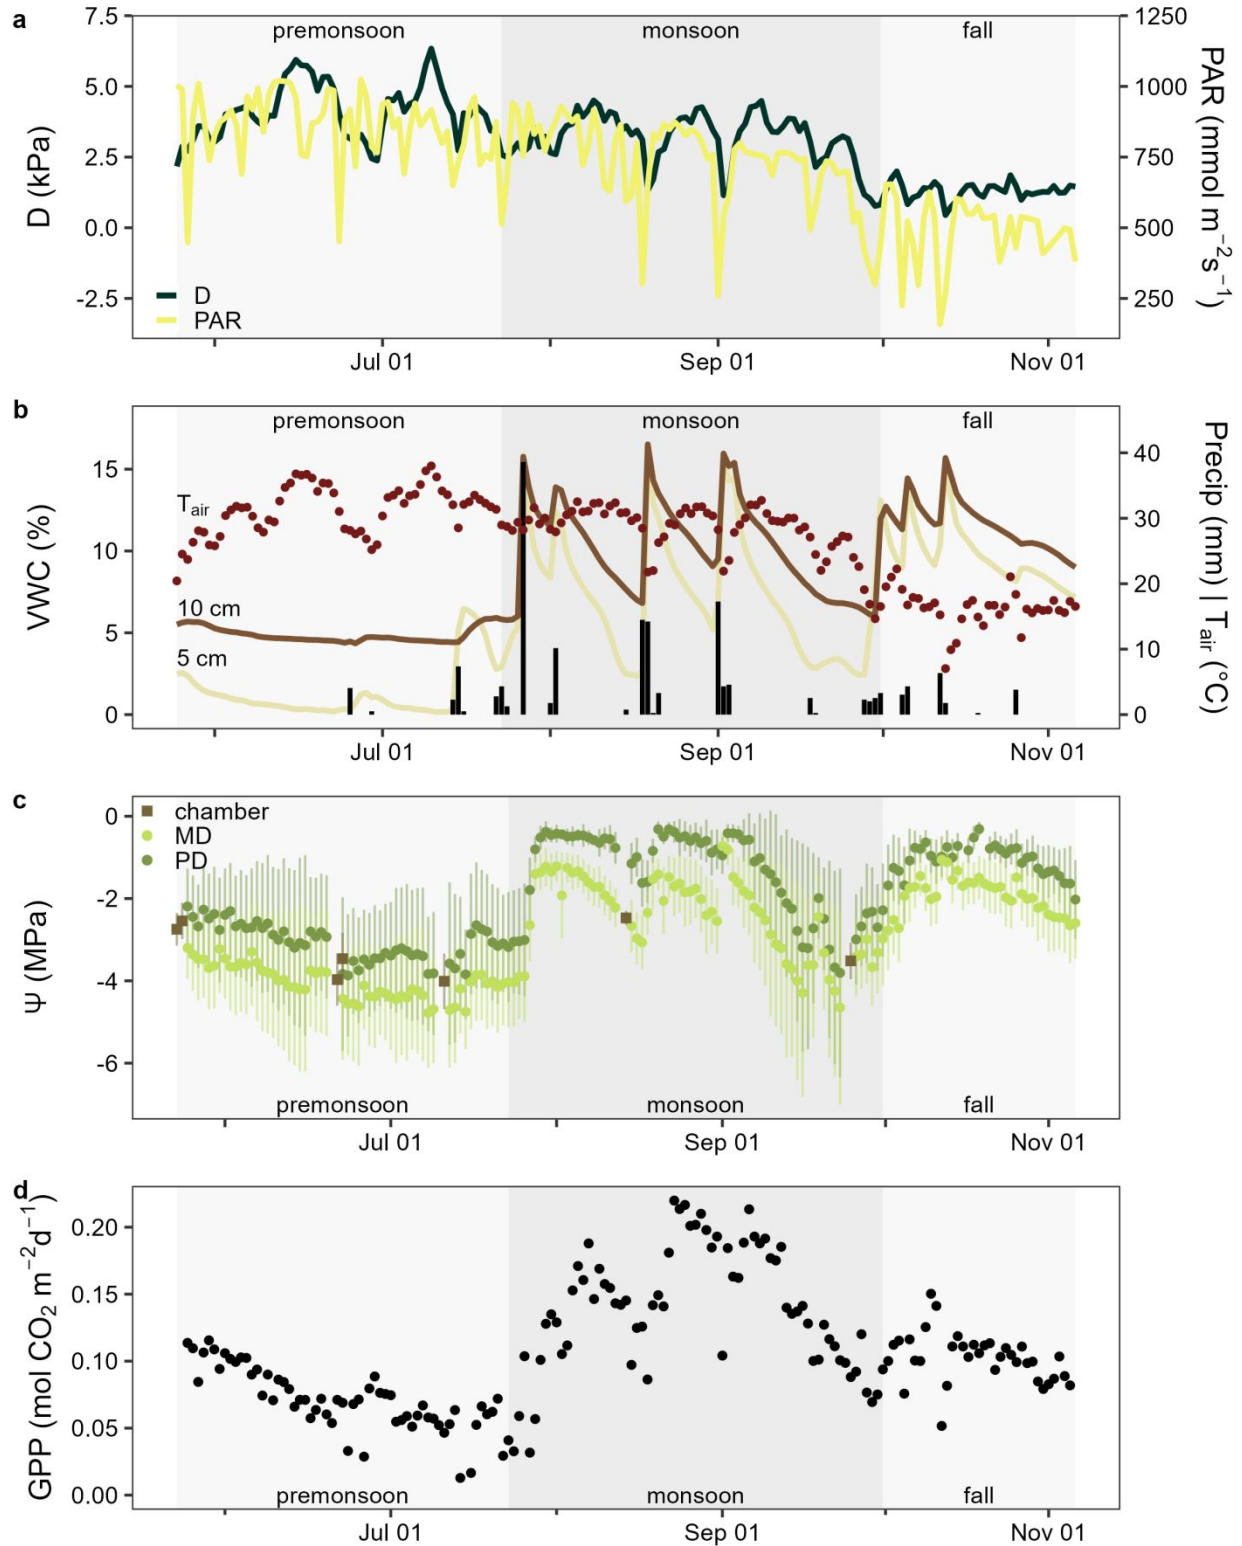 a
premonsoon
monsoon
fall
7.5
5.0
2.5
0.0
-2.5
D (kPa)
1250
1000
750
500
250
PAR (mmol m⁻²s⁻¹)
D
PAR
Jul 01
Sep 01
Nov 01
b
premonsoon
monsoon
fall
15
10
5
0
VWC (%)
40
30
20
10
0
Precip (mm) | Tair (°C)
Tair
10 cm
5 cm
Jul 01
Sep 01
Nov 01
c
chamber
MD
PD
0
-2
-4
-6
Ψ (MPa)
premonsoon
monsoon
fall
Jul 01
Sep 01
Nov 01
d
0.20
0.15
0.10
0.05
0.00
GPP (mol CO₂ m⁻²d⁻¹)
premonsoon
monsoon
fall
Jul 01
Sep 01
Nov 01